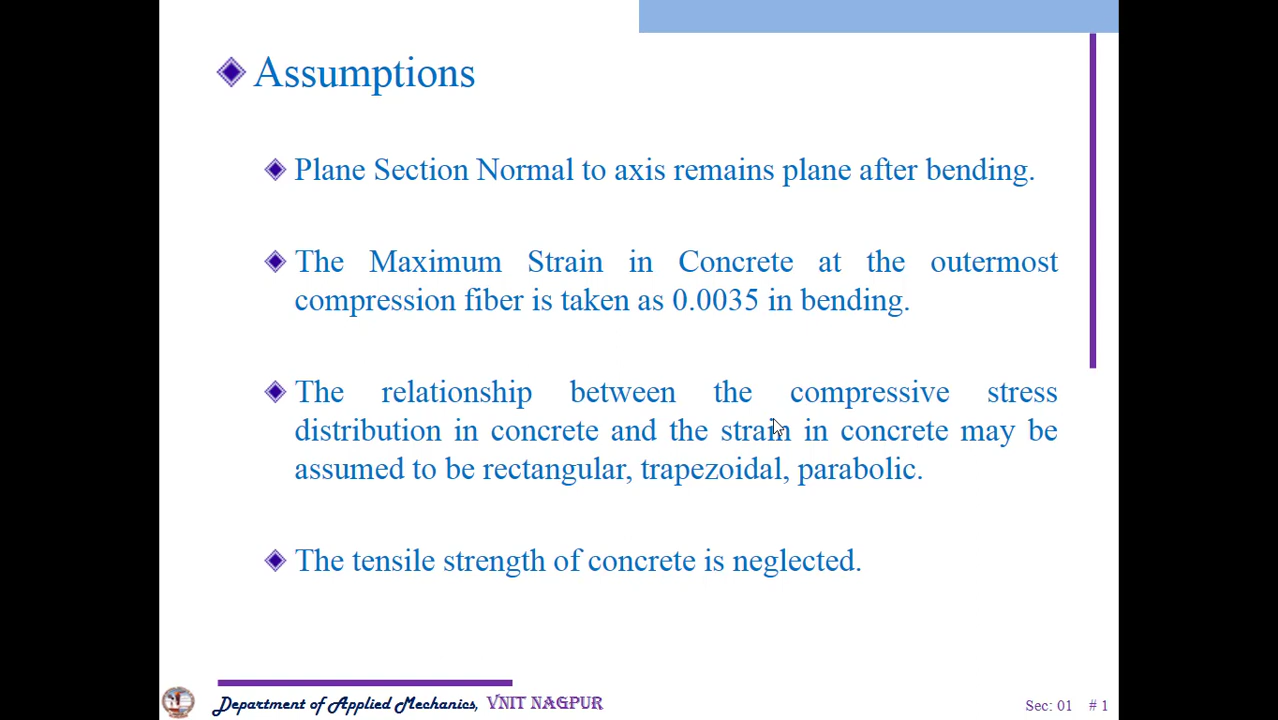 Assumptions
Plane Section Normal to axis remains plane after bending.
The Maximum Strain in Concrete at the outermost
compression fiber is taken as 0.0035 in bending.
The relationship between the compressive stress
distribution in concrete and the strain in concrete may be
assumed to be rectangular, trapezoidal, parabolic.
The tensile strength of concrete is neglected.
Department of Applied Mechanics, VNIT NAGPUR
Sec: 01 # 1